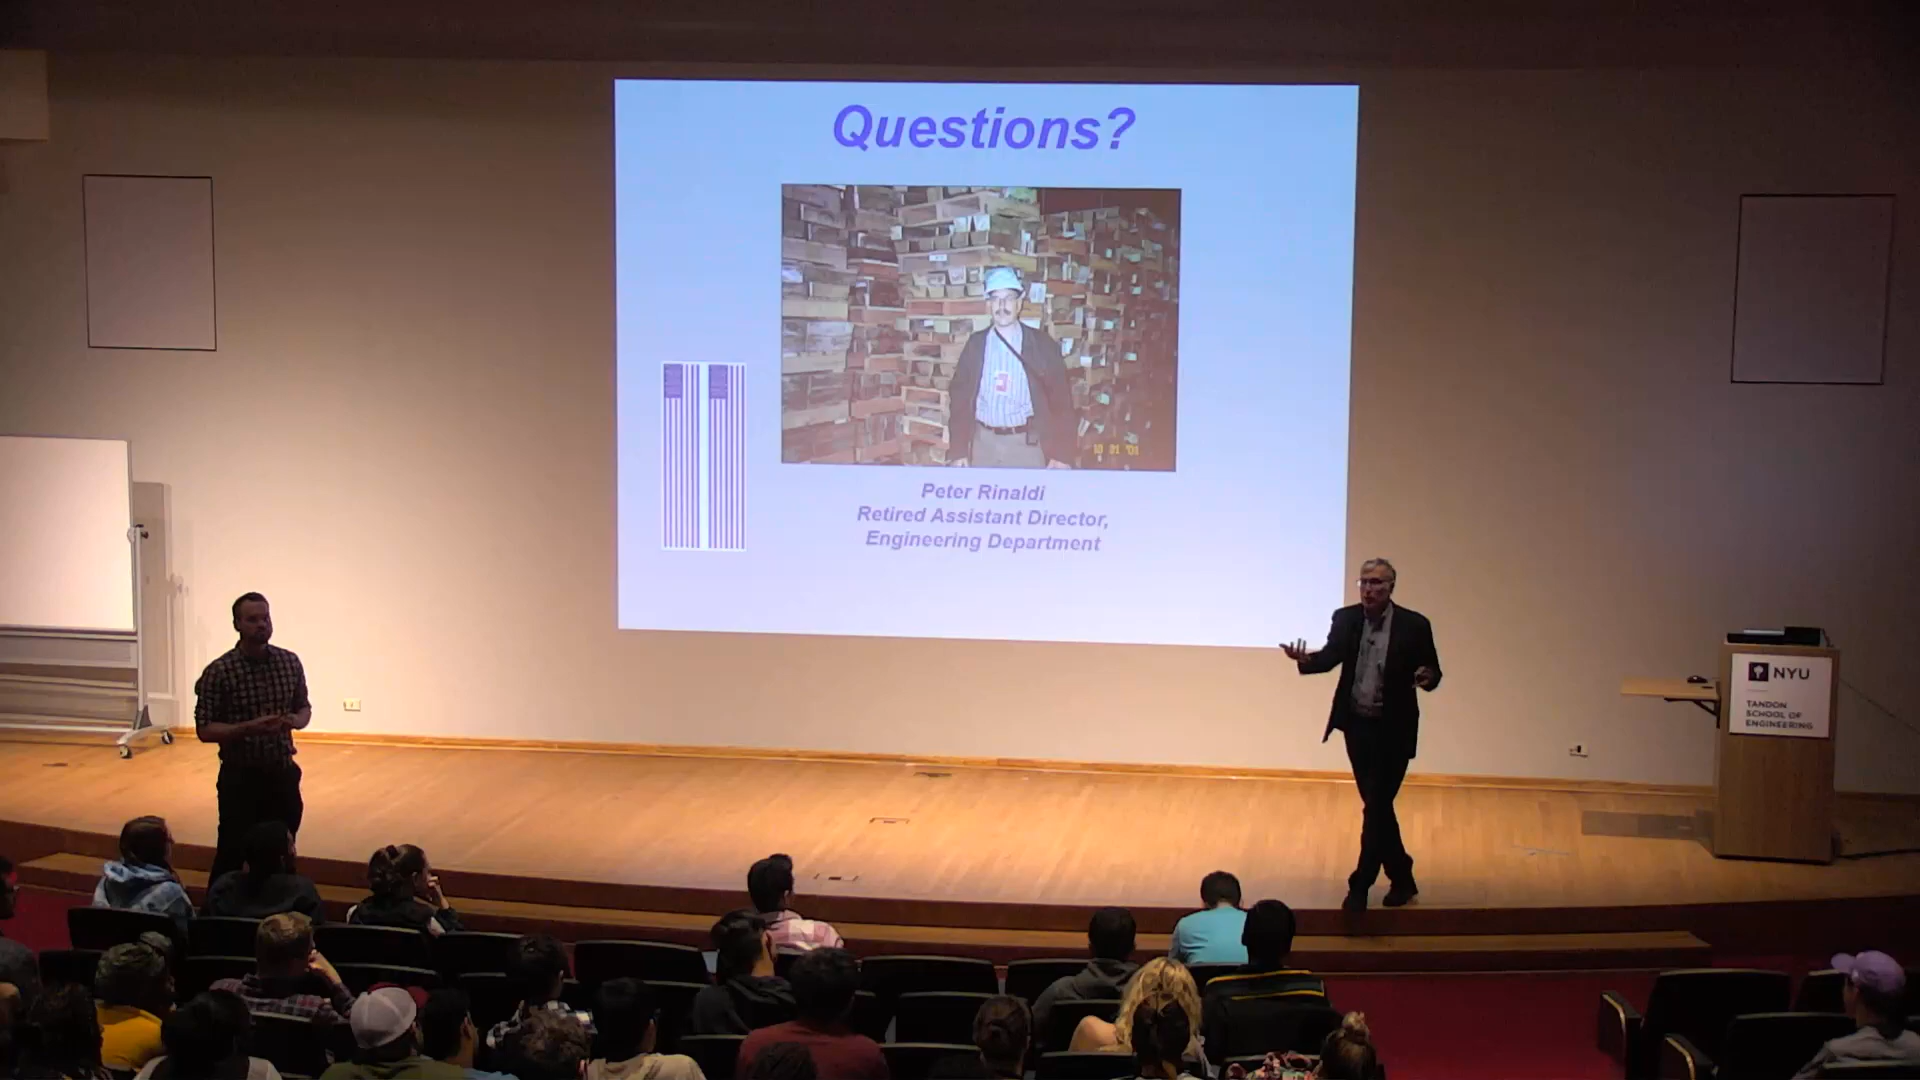 Questions?
10 21 '01
Peter Rinaldi
Retired Assistant Director,
Engineering Department
NYU
TANDON
SCHOOL OF
ENGINEERING